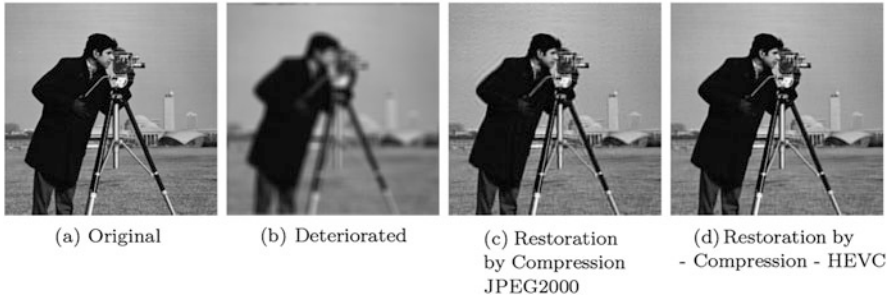 (a) Original
(b) Deteriorated
(c) Restoration
by Compression
JPEG2000
(d) Restoration by
- Compression - HEVC